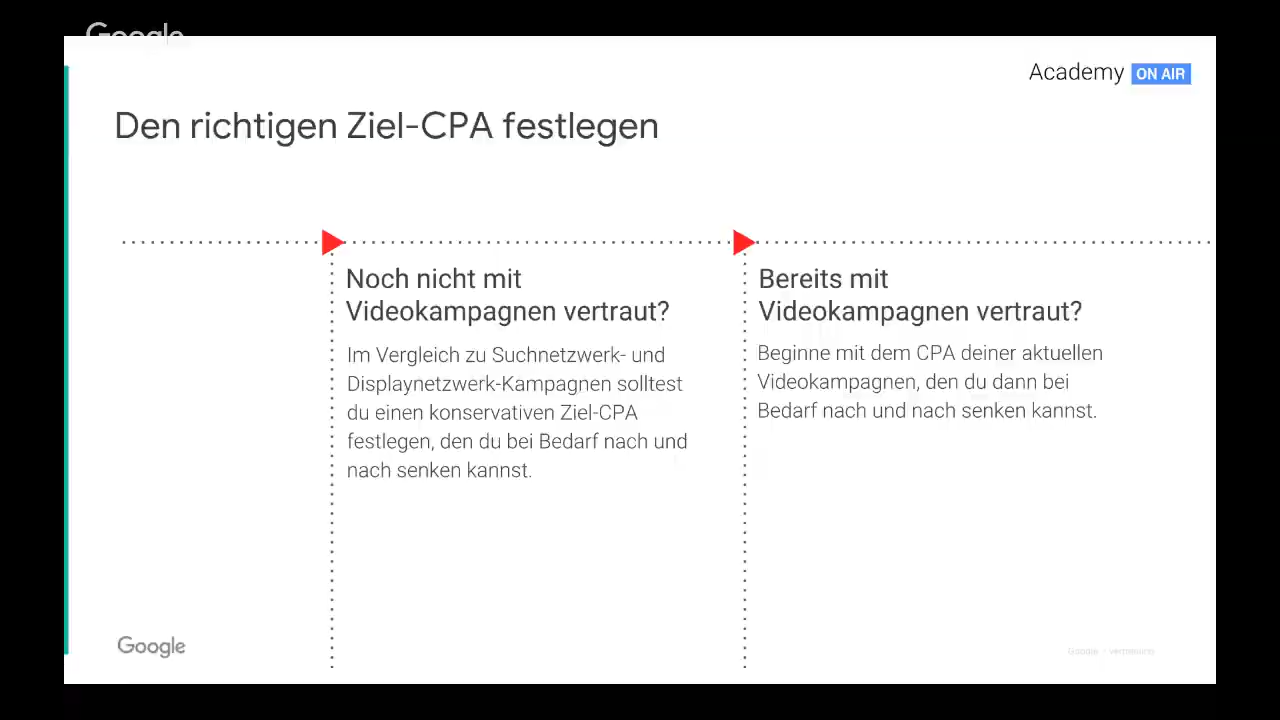 Google
Academy ON AIR
Den richtigen Ziel-CPA festlegen
Noch nicht mit
Videokampagnen vertraut?
Im Vergleich zu Suchnetzwerk- und
Displaynetzwerk-Kampagnen solltest
du einen konservativen Ziel-CPA
festlegen, den du bei Bedarf nach und
nach senken kannst.
Bereits mit
Videokampagnen vertraut?
Beginne mit dem CPA deiner aktuellen
Videokampagnen, den du dann bei
Bedarf nach und nach senken kannst.
Google
Google